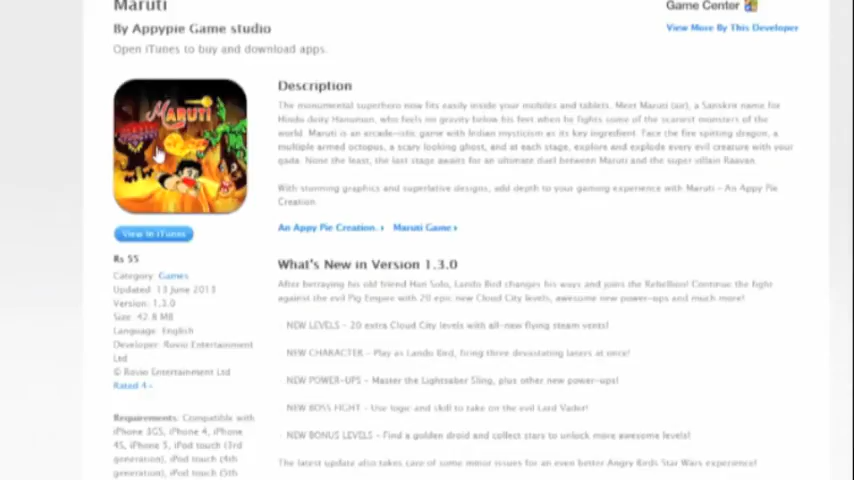 Maruti
By Appypie Game studio
Open iTunes to buy and download apps.
Game Center
View More By This Developer
MARUTI
View In iTunes
Rs 55
Category: Games
Updated: 13 June 2013
Version: 1.3.0
Size: 42.8 MB
Language: English
Developer: Rovio Entertainment
Ltd
© Rovio Entertainment Ltd
Rated 4+
Requirements: Compatible with
iPhone 3GS, iPhone 4, iPhone
4S, iPhone 5, iPod touch (3rd
generation), iPod touch (4th
generation), iPod touch (5th
Description
The monumental superhero now fits easily inside your mobiles and tablets. Meet Maruti (sic), a Sanskrit name for
Hindu deity Hanuman, who feels no gravity below his feet when he fights some of the scariest monsters of the
world. Maruti is an arcade-istic game with Indian mysticism as its key ingredient. Face the fire spitting dragon, a
multiple armed octopus, a scary looking ghost, and at each stage, explore and explode every evil creature with your
gada. None the least, the last stage awaits for an ultimate duel between Maruti and the super villain Raavan.
With stunning graphics and superlative designs, add depth to your gaming experience with Maruti - An Appy Pie
Creation.
An Appy Pie Creation. › Maruti Game ›
What's New in Version 1.3.0
After betraying his old friend Han Solo, Lando Bird changes his ways and joins the Rebellion! Continue the fight
against the evil Pig Empire with 20 epic new Cloud City levels, awesome new power-ups and much more!
NEW LEVELS - 20 extra Cloud City levels with all-new flying steam vents!
NEW CHARACTER - Play as Lando Bird, firing three devastating lasers at once!
NEW POWER-UPS - Master the Lightsaber Sling, plus other new power-ups!
NEW BOSS FIGHT - Use logic and skill to take on the evil Lard Vader!
NEW BONUS LEVELS - Find a golden droid and collect stars to unlock more awesome levels!
The latest update also takes care of some minor issues for an even better Angry Birds Star Wars experience!